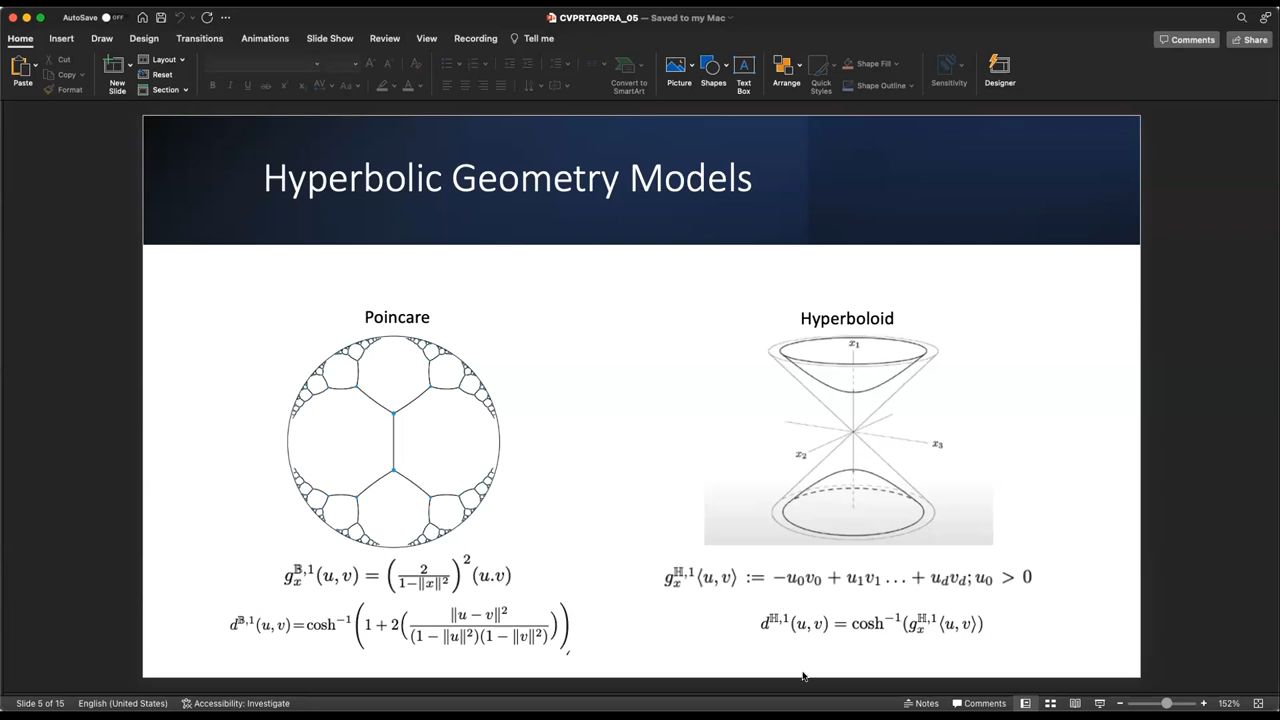 AutoSave OFF
CVPRTAGPRA_05 — Saved to my Mac
Home Insert Draw Design Transitions Animations Slide Show Review View Recording Tell me
Comments Share
Paste
Cut
Copy
Format
New Slide
Layout
Reset
Section
Convert to SmartArt
Picture
Shapes
Text Box
Arrange
Quick Styles
Shape Fill
Shape Outline
Sensitivity
Designer
Hyperbolic Geometry Models
Poincare
Hyperboloid
x₁
x₂
x₃
g_x^{𝔹,1}(u, v) = (2/(1−‖x‖²))² (u.v)
d^{𝔹,1}(u, v) = cosh⁻¹(1 + 2(‖u − v‖²/((1 − ‖u‖²)(1 − ‖v‖²)))),
g_x^{ℍ,1}⟨u, v⟩ := −u₀v₀ + u₁v₁ … + u_dv_d; u₀ > 0
d^{ℍ,1}(u, v) = cosh⁻¹(g_x^{ℍ,1}⟨u, v⟩)
Slide 5 of 15 English (United States) Accessibility: Investigate Notes Comments 152%